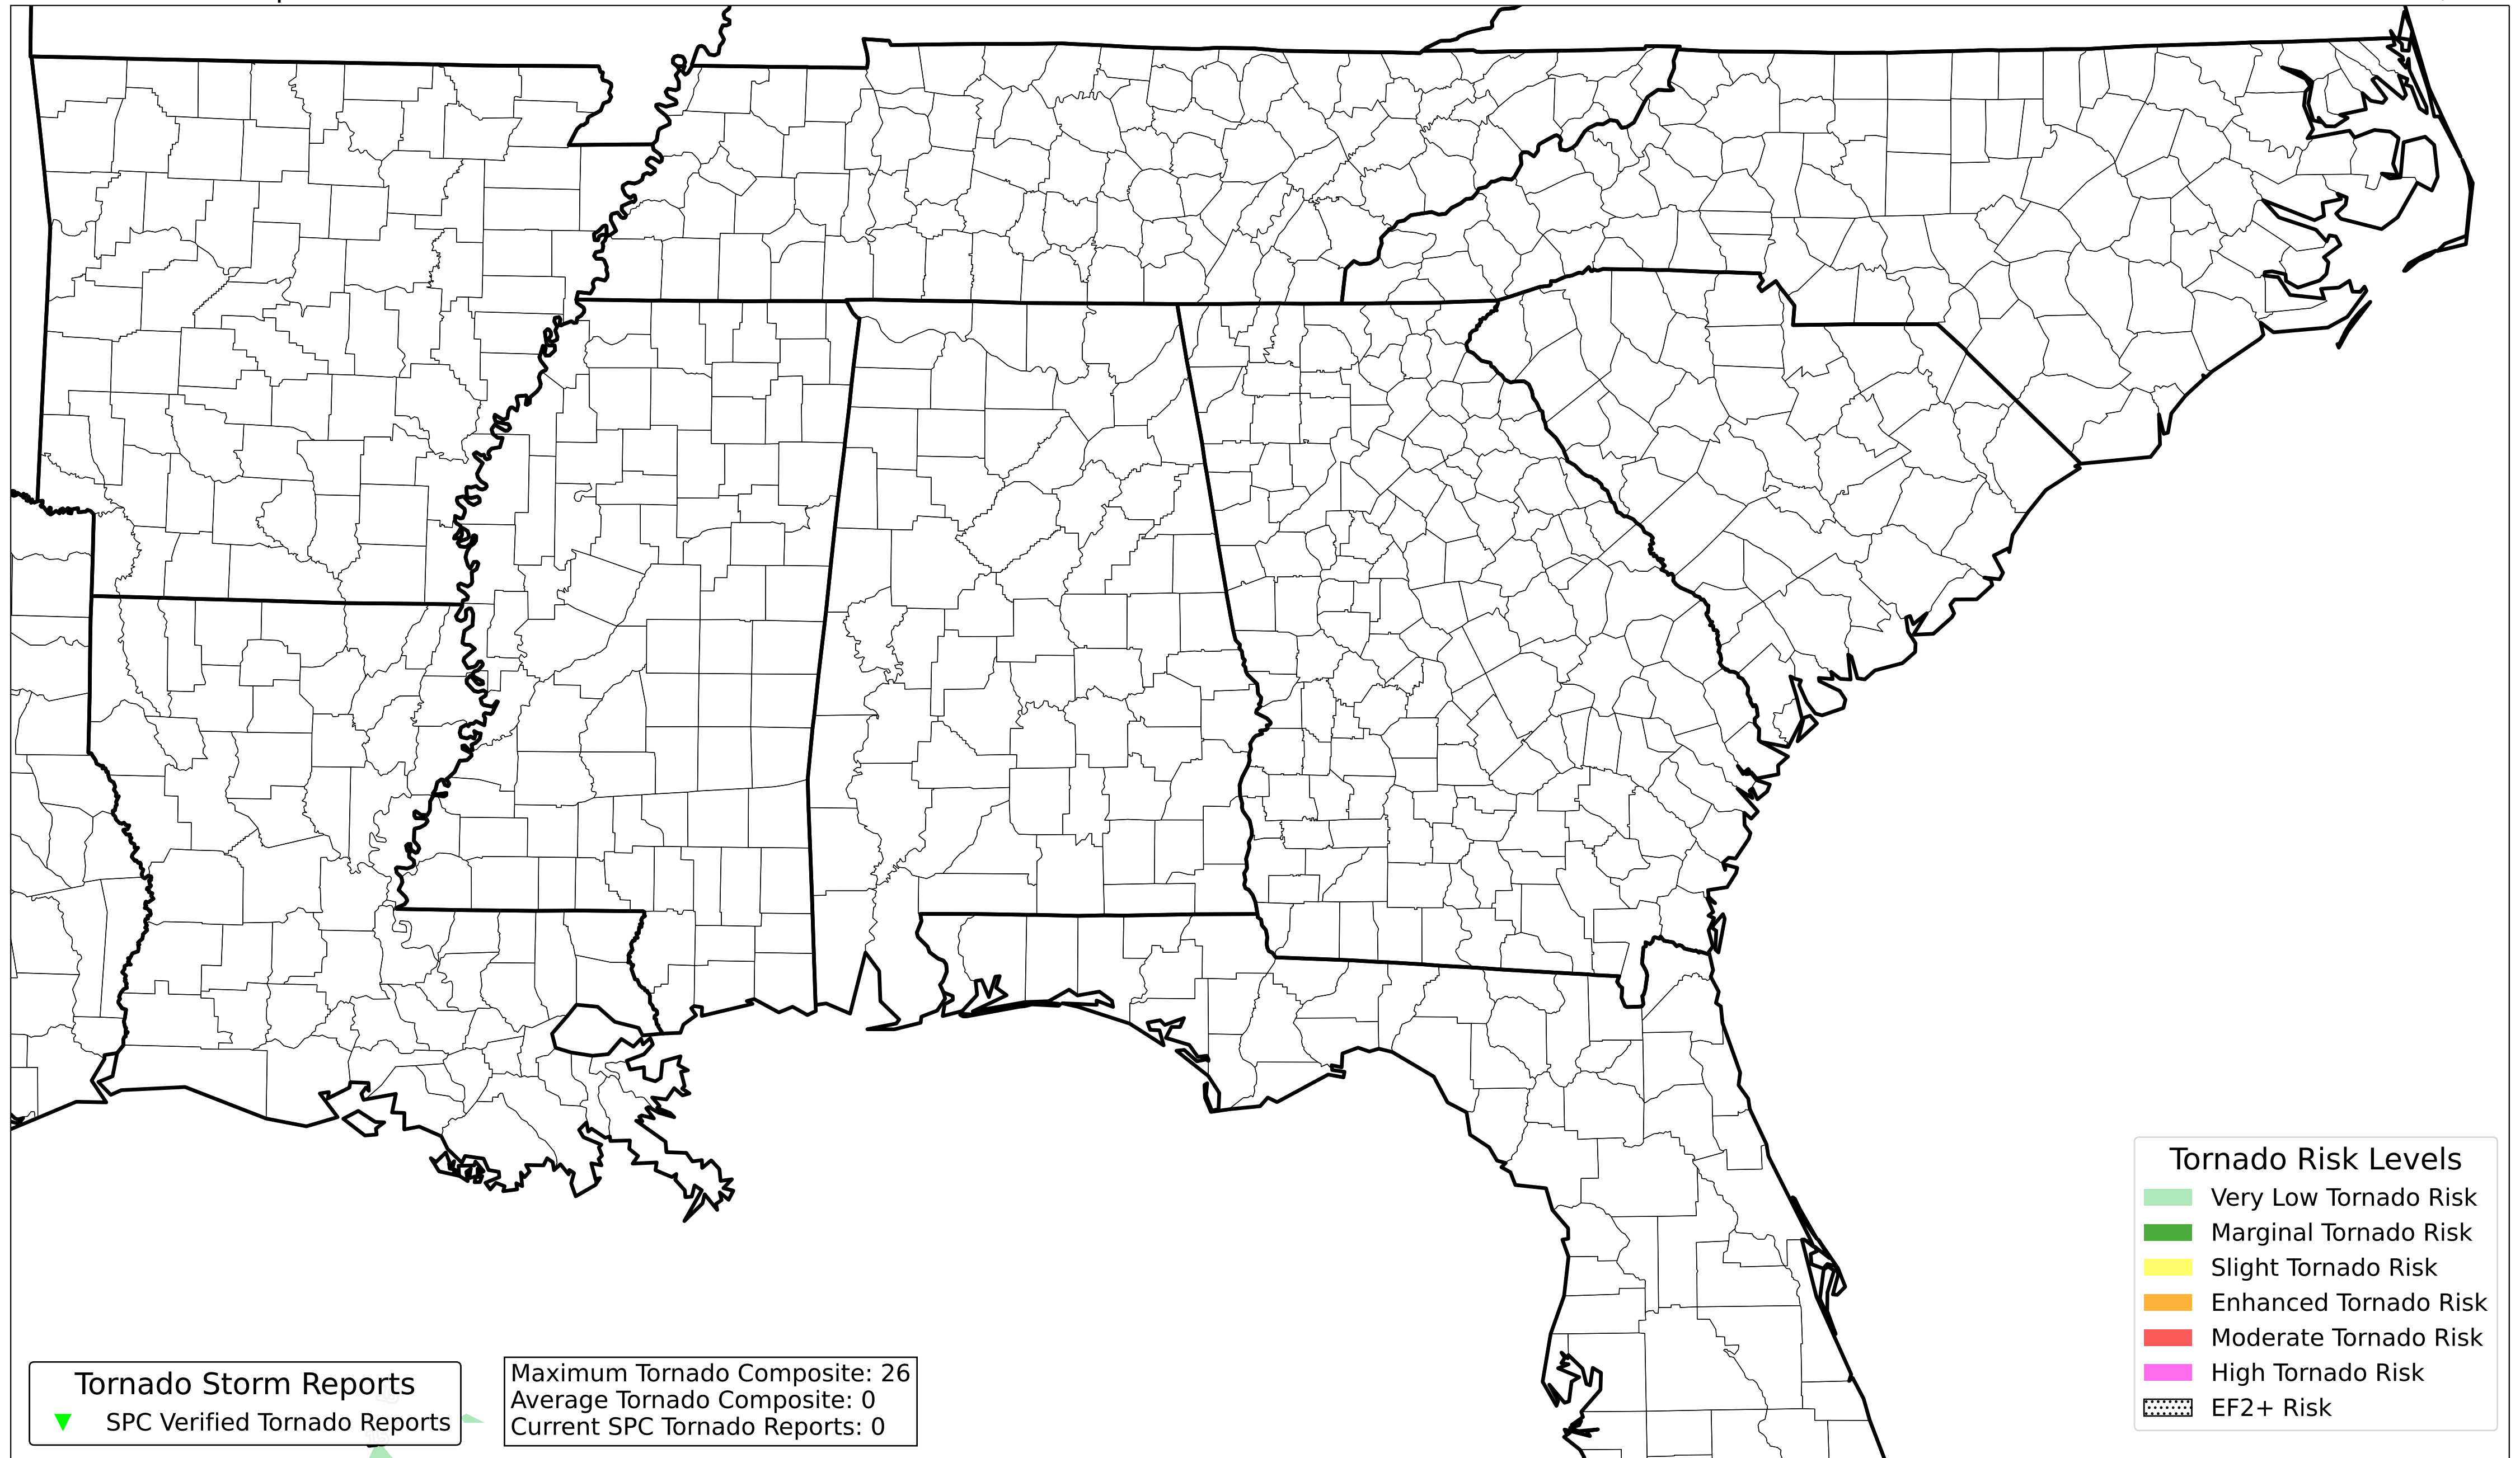 Tornado Risk Levels
Very Low Tornado Risk
Marginal Tornado Risk
Slight Tornado Risk
Enhanced Tornado Risk
Moderate Tornado Risk
High Tornado Risk
EF2+ Risk
Tornado Storm Reports
SPC Verified Tornado Reports
Maximum Tornado Composite: 26
Average Tornado Composite: 0
Current SPC Tornado Reports: 0